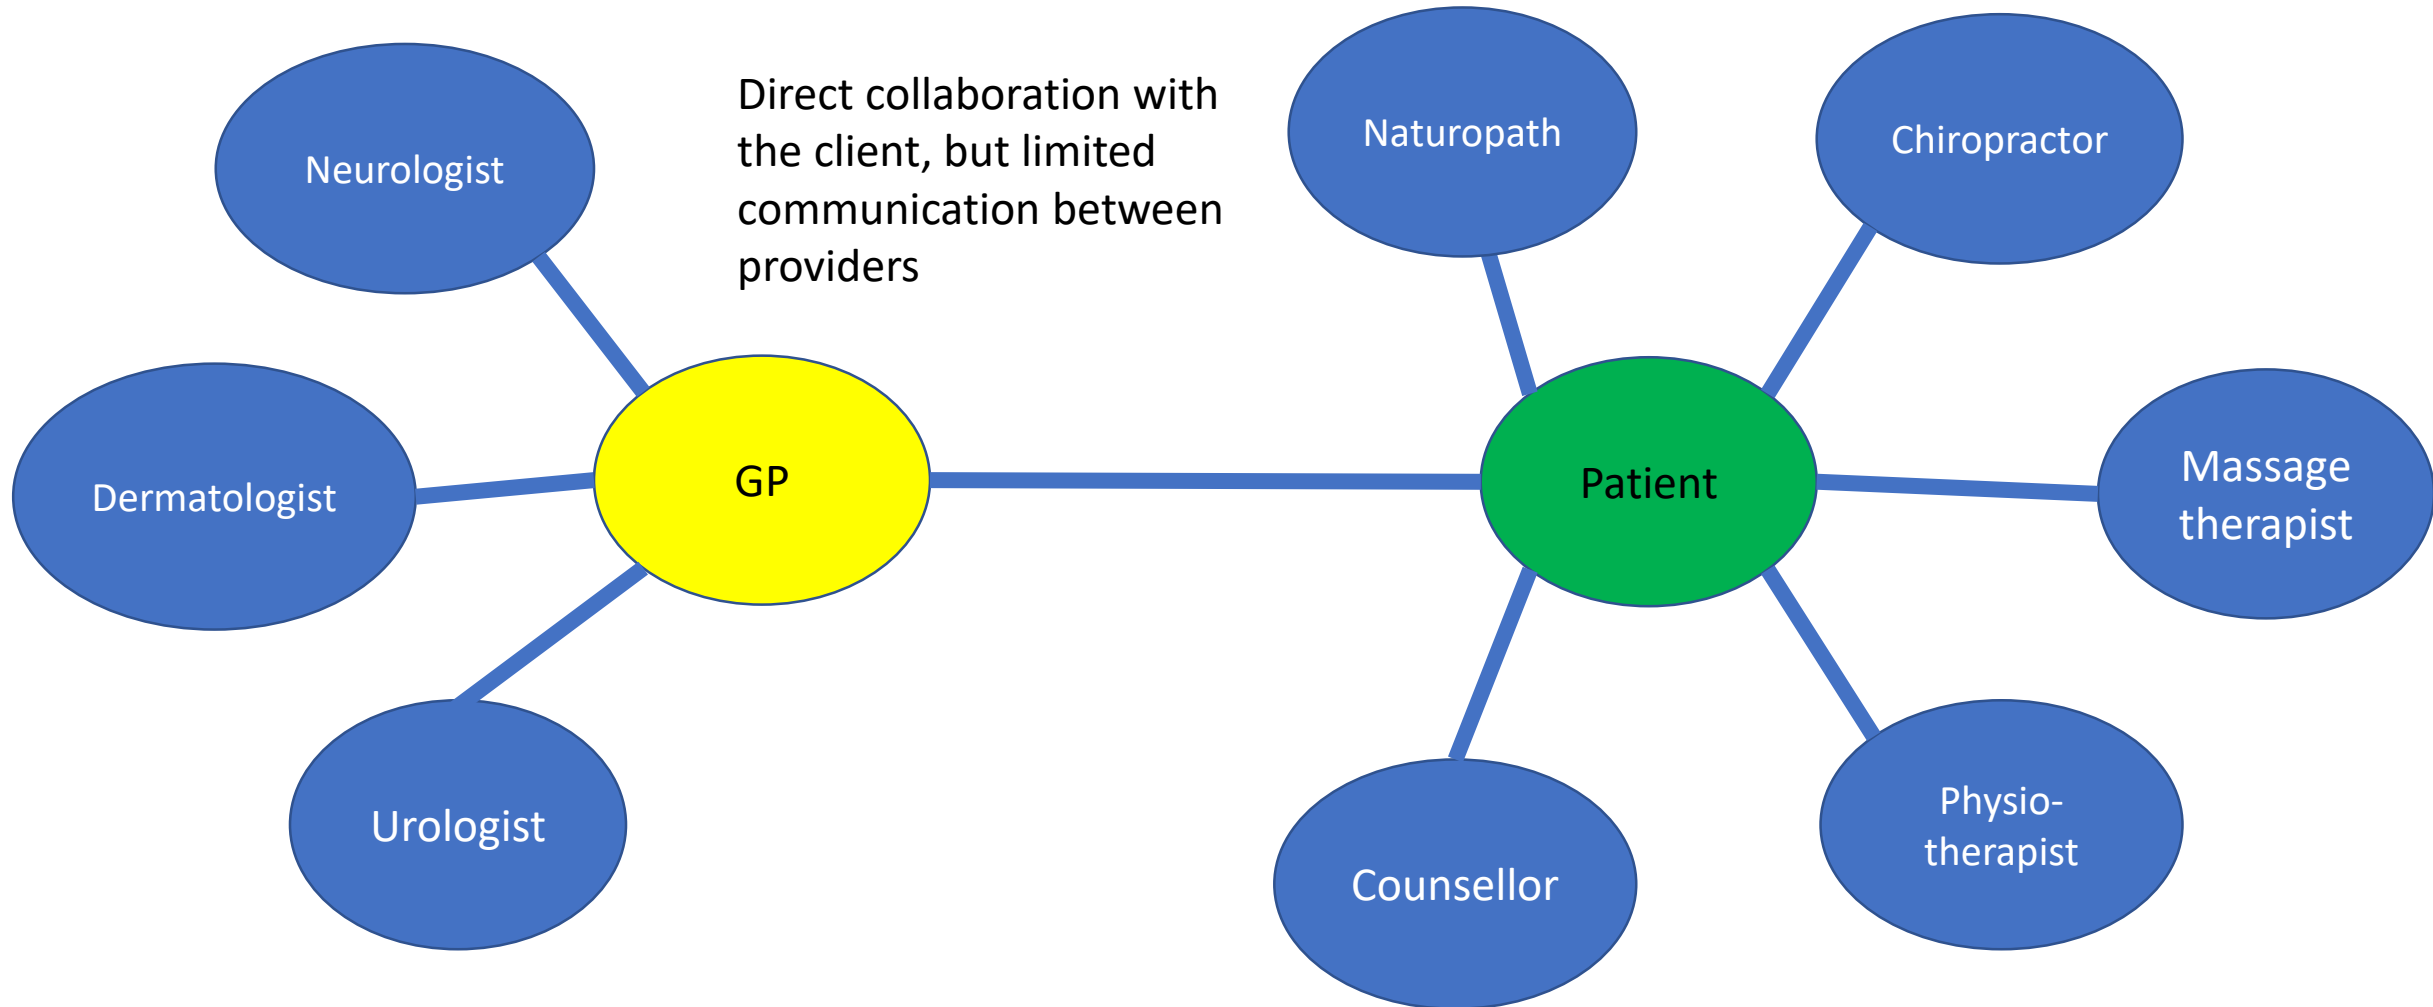 Direct collaboration with
the client, but limited
communication between
providers
Neurologist
Naturopath
Chiropractor
Dermatologist
GP
Patient
Massage
therapist
Urologist
Counsellor
Physio-
therapist